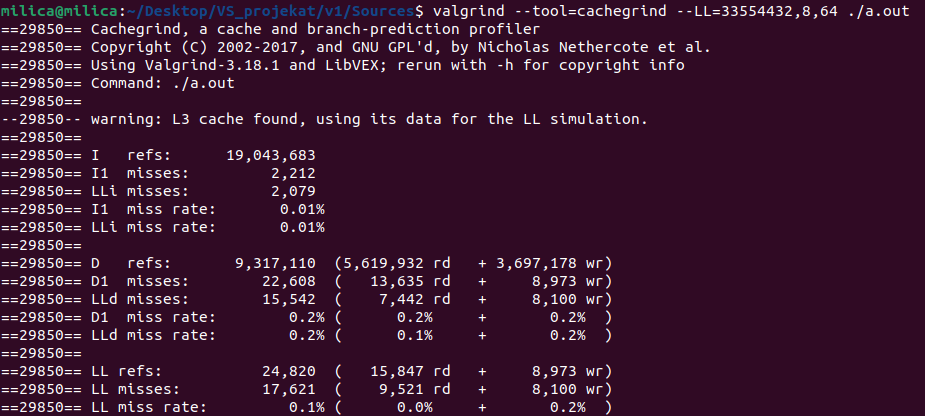 milica@milica:~/Desktop/VS_projekat/v1/Sources$ valgrind --tool=cachegrind --LL=33554432,8,64 ./a.out
==29850== Cachegrind, a cache and branch-prediction profiler
==29850== Copyright (C) 2002-2017, and GNU GPL'd, by Nicholas Nethercote et al.
==29850== Using Valgrind-3.18.1 and LibVEX; rerun with -h for copyright info
==29850== Command: ./a.out
==29850==
--29850-- warning: L3 cache found, using its data for the LL simulation.
==29850==
==29850== I   refs:      19,043,683
==29850== I1  misses:         2,212
==29850== LLi misses:         2,079
==29850== I1  miss rate:       0.01%
==29850== LLi miss rate:       0.01%
==29850==
==29850== D   refs:       9,317,110  (5,619,932 rd   + 3,697,178 wr)
==29850== D1  misses:        22,608  (   13,635 rd   +     8,973 wr)
==29850== LLd misses:        15,542  (    7,442 rd   +     8,100 wr)
==29850== D1  miss rate:        0.2% (      0.2%     +       0.2%  )
==29850== LLd miss rate:        0.2% (      0.1%     +       0.2%  )
==29850==
==29850== LL refs:           24,820  (   15,847 rd   +     8,973 wr)
==29850== LL misses:         17,621  (    9,521 rd   +     8,100 wr)
==29850== LL miss rate:         0.1% (      0.0%     +       0.2%  )